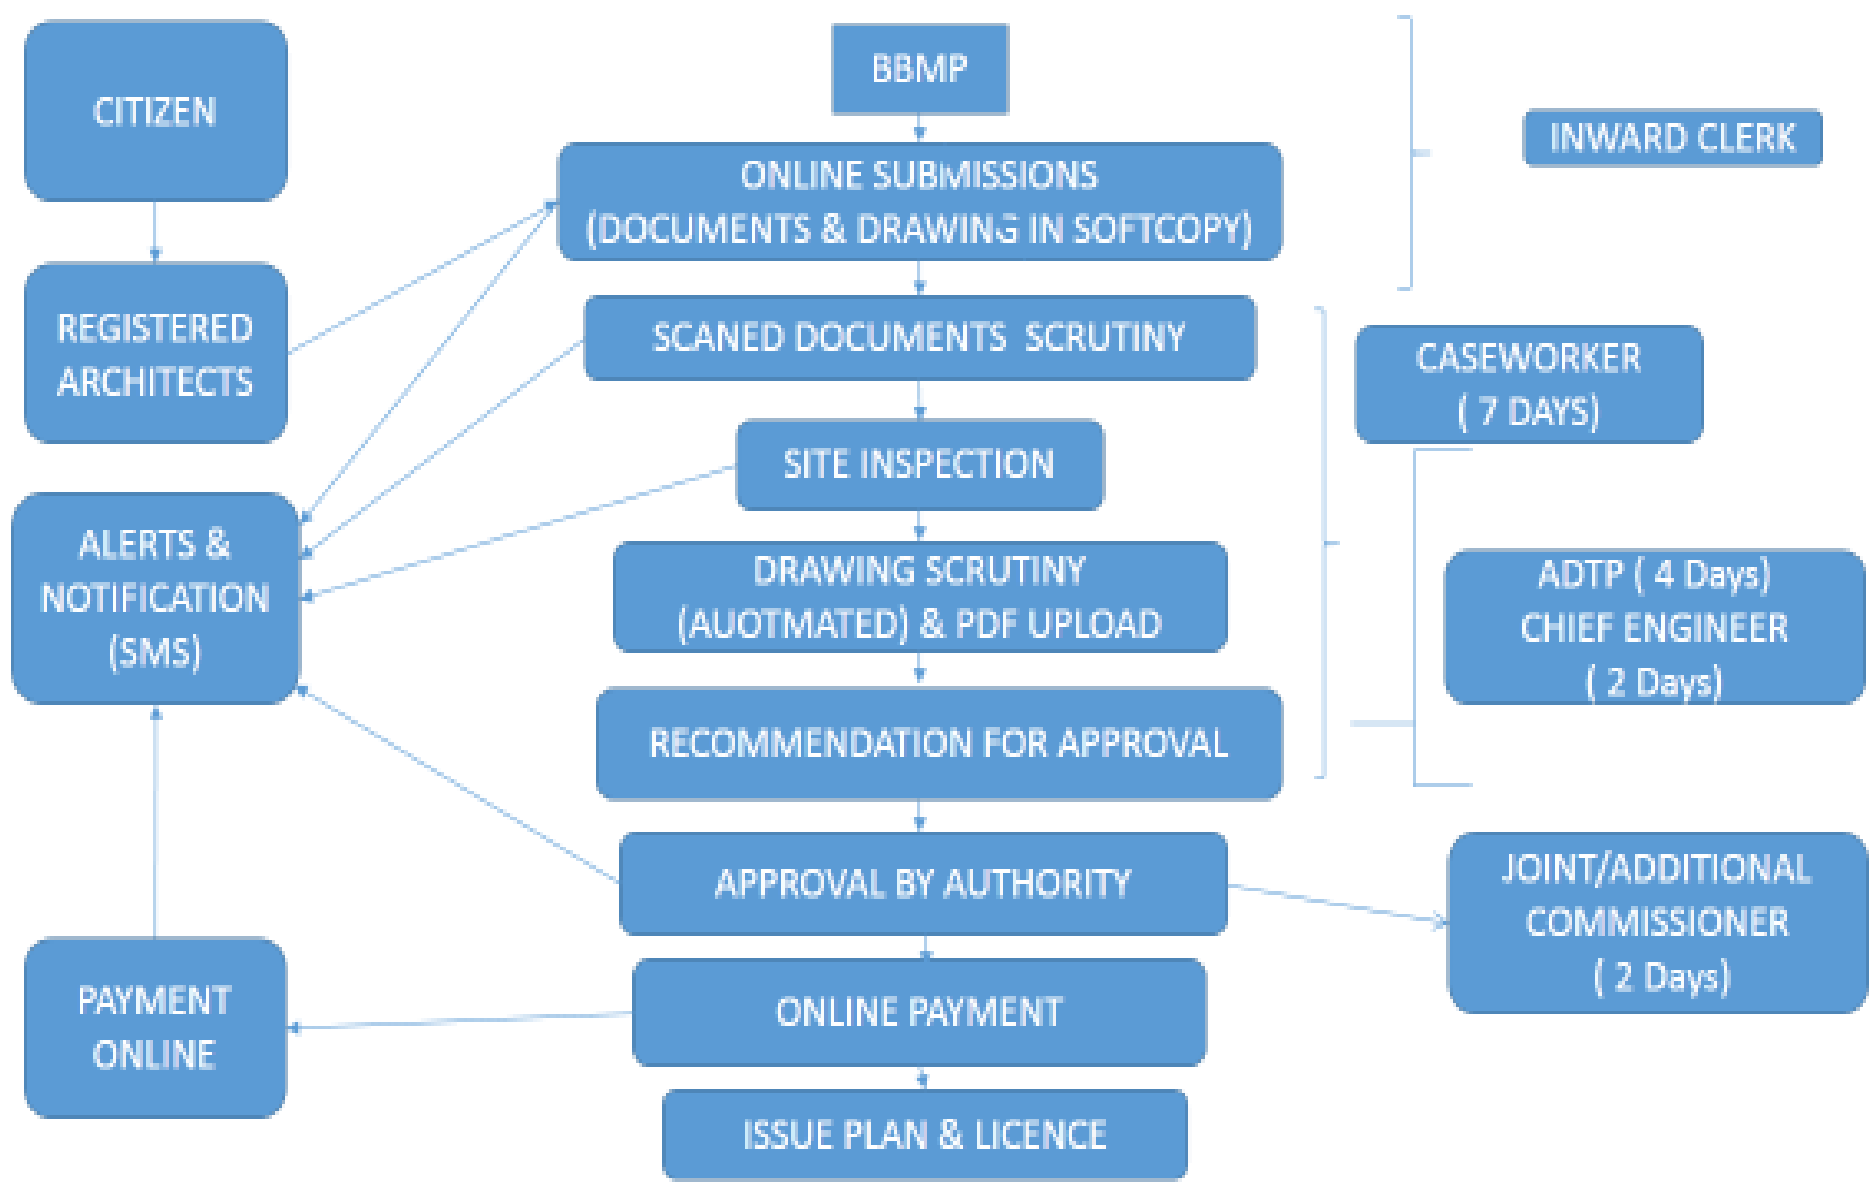 CITIZEN
REGISTERED
ARCHITECTS
ALERTS &
NOTIFICATION
(SMS)
PAYMENT
ONLINE
BBMP
ONLINE SUBMISSIONS
(DOCUMENTS & DRAWING IN SOFTCOPY)
SCANED DOCUMENTS SCRUTINY
SITE INSPECTION
DRAWING SCRUTINY
(AUOTMATED) & PDF UPLOAD
RECOMMENDATION FOR APPROVAL
APPROVAL BY AUTHORITY
ONLINE PAYMENT
ISSUE PLAN & LICENCE
INWARD CLERK
CASEWORKER
( 7 DAYS)
ADTP ( 4 Days)
CHIEF ENGINEER
( 2 Days)
JOINT/ADDITIONAL
COMMISSIONER
( 2 Days)